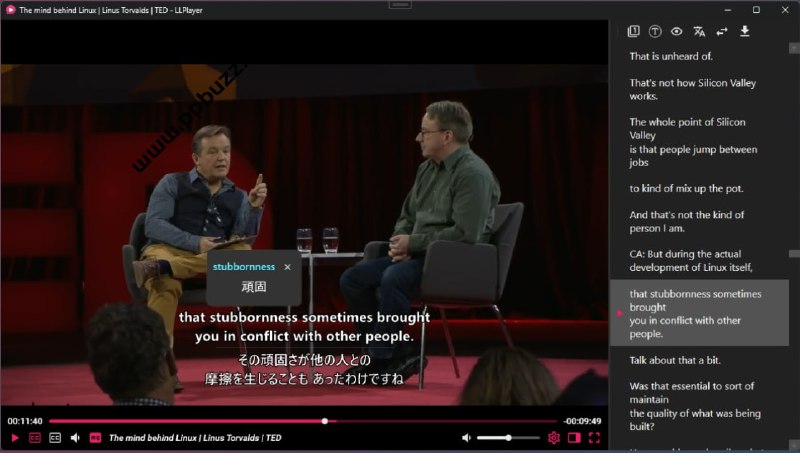 The mind behind Linux | Linus Torvalds | TED - LLPlayer
www.ppbuzz.
stubbornness
頑固
that stubbornness sometimes brought
you in conflict with other people.
その頑固さが他の人との
摩擦を生じることも あったわけですね
00:11:40
-00:09:49
The mind behind Linux | Linus Torvalds | TED
That is unheard of.
That's not how Silicon Valley
works.
The whole point of Silicon
Valley
is that people jump between
jobs
to kind of mix up the pot.
And that's not the kind of
person I am.
CA: But during the actual
development of Linux itself,
that stubbornness sometimes
brought
you in conflict with other
people.
Talk about that a bit.
Was that essential to sort of
maintain
the quality of what was being
built?